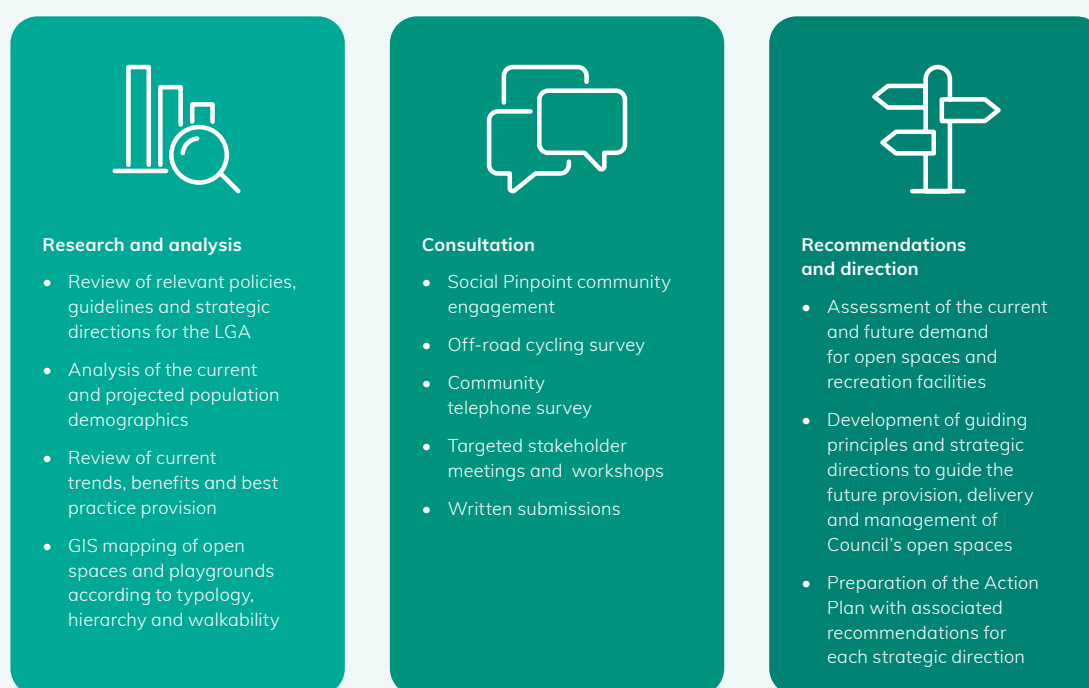 Research and analysis
• Review of relevant policies,
guidelines and strategic
directions for the LGA
• Analysis of the current
and projected population
demographics
• Review of current
trends, benefits and best
practice provision
• GIS mapping of open
spaces and playgrounds
according to typology,
hierarchy and walkability
Consultation
• Social Pinpoint community
engagement
• Off-road cycling survey
• Community
telephone survey
• Targeted stakeholder
meetings and  workshops
• Written submissions
Recommendations
and direction
• Assessment of the current
and future demand
for open spaces and
recreation facilities
• Development of guiding
principles and strategic
directions to guide the
future provision, delivery
and management of
Council’s open spaces
• Preparation of the Action
Plan with associated
recommendations for
each strategic direction